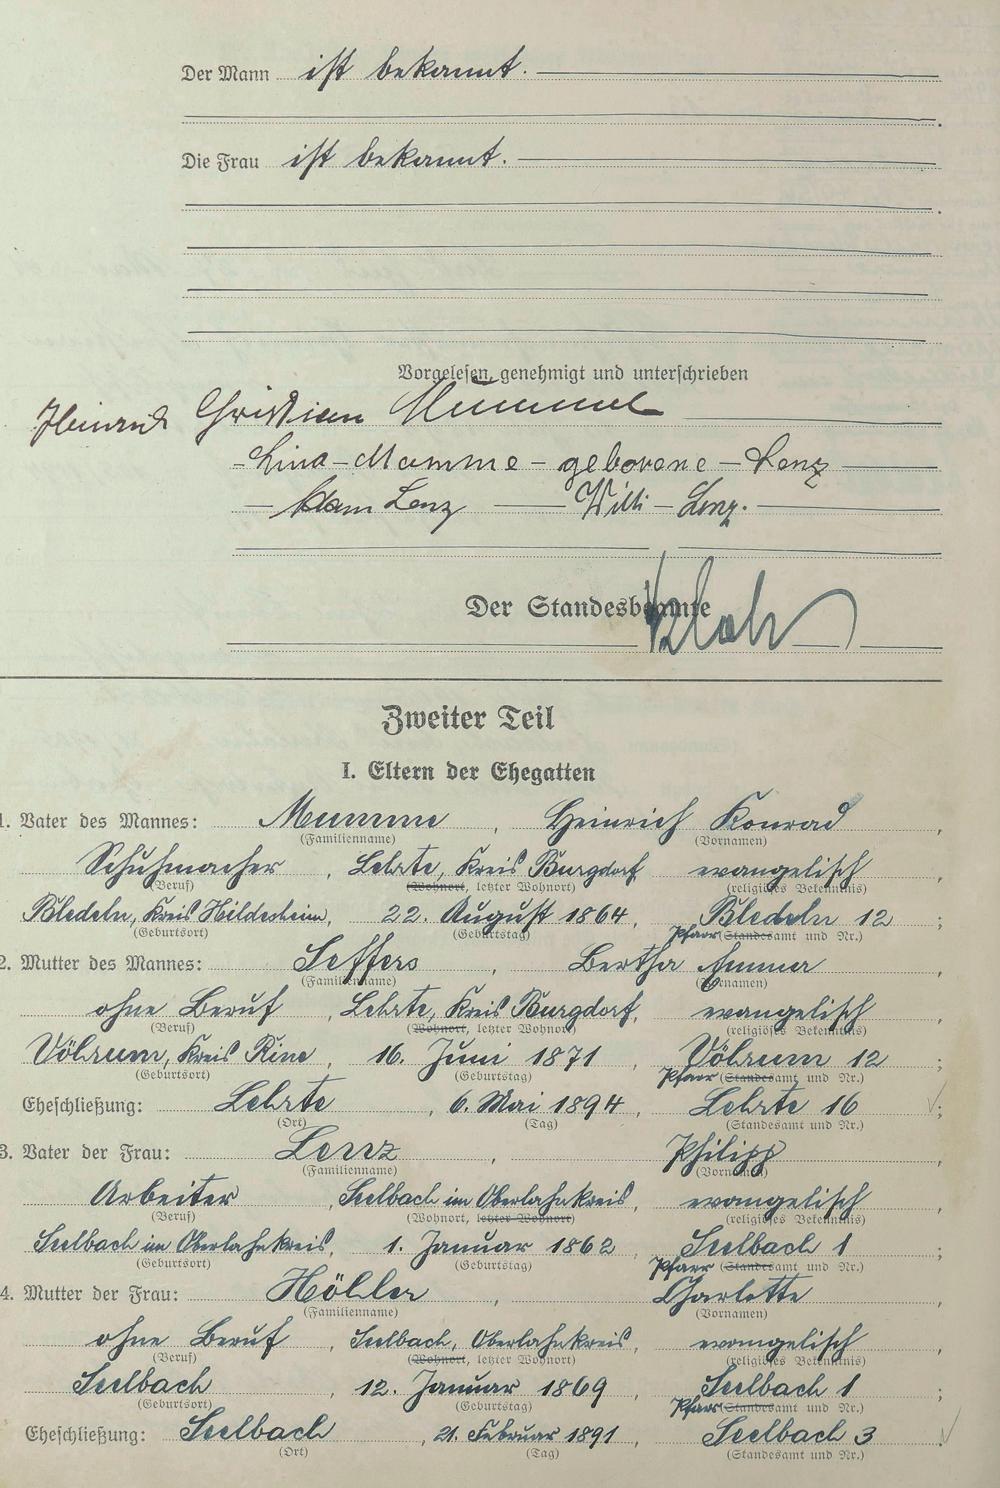 Der Mann ist bekannt.
Die Frau ist bekannt.
Vorgelesen, genehmigt und unterschrieben
Heinrich Christian Mumme
- Lina - Mumme - geborene - Lenz
- Adam Lenz - Willi - Lenz.
Der Standesbeamte
Zweiter Teil
I. Eltern der Ehegatten
1. Vater des Mannes: Mumme, Heinrich Konrad,
(Familienname) (Vornamen)
Schuhmacher, Lehrte, Kreis Burgdorf, evangelisch
(Beruf) (Wohnort, letzter Wohnort) (religiöses Bekenntnis)
Bledeln, Kreis Hildesheim, 22. August 1864, Bledeln 12;
(Geburtsort) (Geburtstag) Pfarr (Standesamt und Nr.)
2. Mutter des Mannes: Seffers, Bertha Emma,
(Familienname) (Vornamen)
ohne Beruf, Lehrte, Kreis Burgdorf, evangelisch,
(Beruf) (Wohnort, letzter Wohnort) (religiöses Bekenntnis)
Vöhrum, Kreis Peine, 16. Juni 1871, Vöhrum 12;
(Geburtsort) (Geburtstag) Pfarr (Standesamt und Nr.)
Eheschließung: Lehrte, 6. Mai 1894, Lehrte 16;
(Ort) (Tag) (Standesamt und Nr.)
3. Vater der Frau: Lenz, Philipp,
(Familienname) (Vornamen)
Arbeiter, Seelbach im Oberlahnkreis, evangelisch,
(Beruf) (Wohnort, letzter Wohnort) (religiöses Bekenntnis)
Seelbach im Oberlahnkreis, 1. Januar 1862, Seelbach 1;
(Geburtsort) (Geburtstag) Pfarr (Standesamt und Nr.)
4. Mutter der Frau: Höhler, Charlotte,
(Familienname) (Vornamen)
ohne Beruf, Seelbach, Oberlahnkreis, evangelisch,
(Beruf) (Wohnort, letzter Wohnort) (religiöses Bekenntnis)
Seelbach, 12. Januar 1869, Seelbach 1;
(Geburtsort) (Geburtstag) Pfarr (Standesamt und Nr.)
Eheschließung: Seelbach, 21. Februar 1891, Seelbach 3.
(Ort) (Tag) (Standesamt und Nr.)